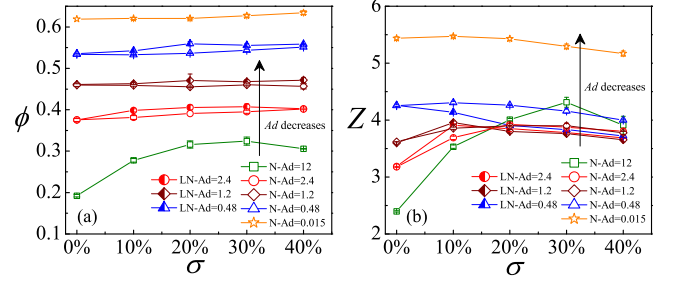 0.6
0.5
0.4
0.3
0.2
0.1
ϕ
Ad decreases
LN-Ad=2.4
LN-Ad=1.2
LN-Ad=0.48
N-Ad=12
N-Ad=2.4
N-Ad=1.2
N-Ad=0.48
N-Ad=0.015
(a)
0% 10% 20% 30% 40%
σ
6
5
4
3
2
Z
Ad decreases
LN-Ad=2.4
LN-Ad=1.2
LN-Ad=0.48
N-Ad=12
N-Ad=2.4
N-Ad=1.2
N-Ad=0.48
N-Ad=0.015
(b)
0% 10% 20% 30% 40%
σ